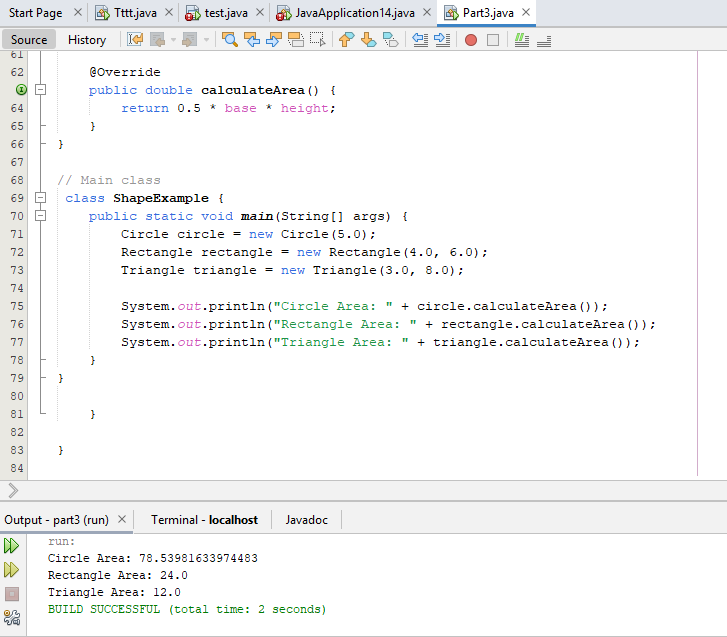 Start Page Tttt.java test.java JavaApplication14.java Part3.java
Source History
61
62 @Override
public double calculateArea() {
64 return 0.5 * base * height;
65 }
66 }
67
68 // Main class
69 class ShapeExample {
70 public static void main(String[] args) {
71 Circle circle = new Circle(5.0);
72 Rectangle rectangle = new Rectangle(4.0, 6.0);
73 Triangle triangle = new Triangle(3.0, 8.0);
74
75 System.out.println("Circle Area: " + circle.calculateArea());
76 System.out.println("Rectangle Area: " + rectangle.calculateArea());
77 System.out.println("Triangle Area: " + triangle.calculateArea());
78 }
79 }
80
81 }
82
83 }
84
Output - part3 (run) Terminal - localhost Javadoc
run:
Circle Area: 78.53981633974483
Rectangle Area: 24.0
Triangle Area: 12.0
BUILD SUCCESSFUL (total time: 2 seconds)